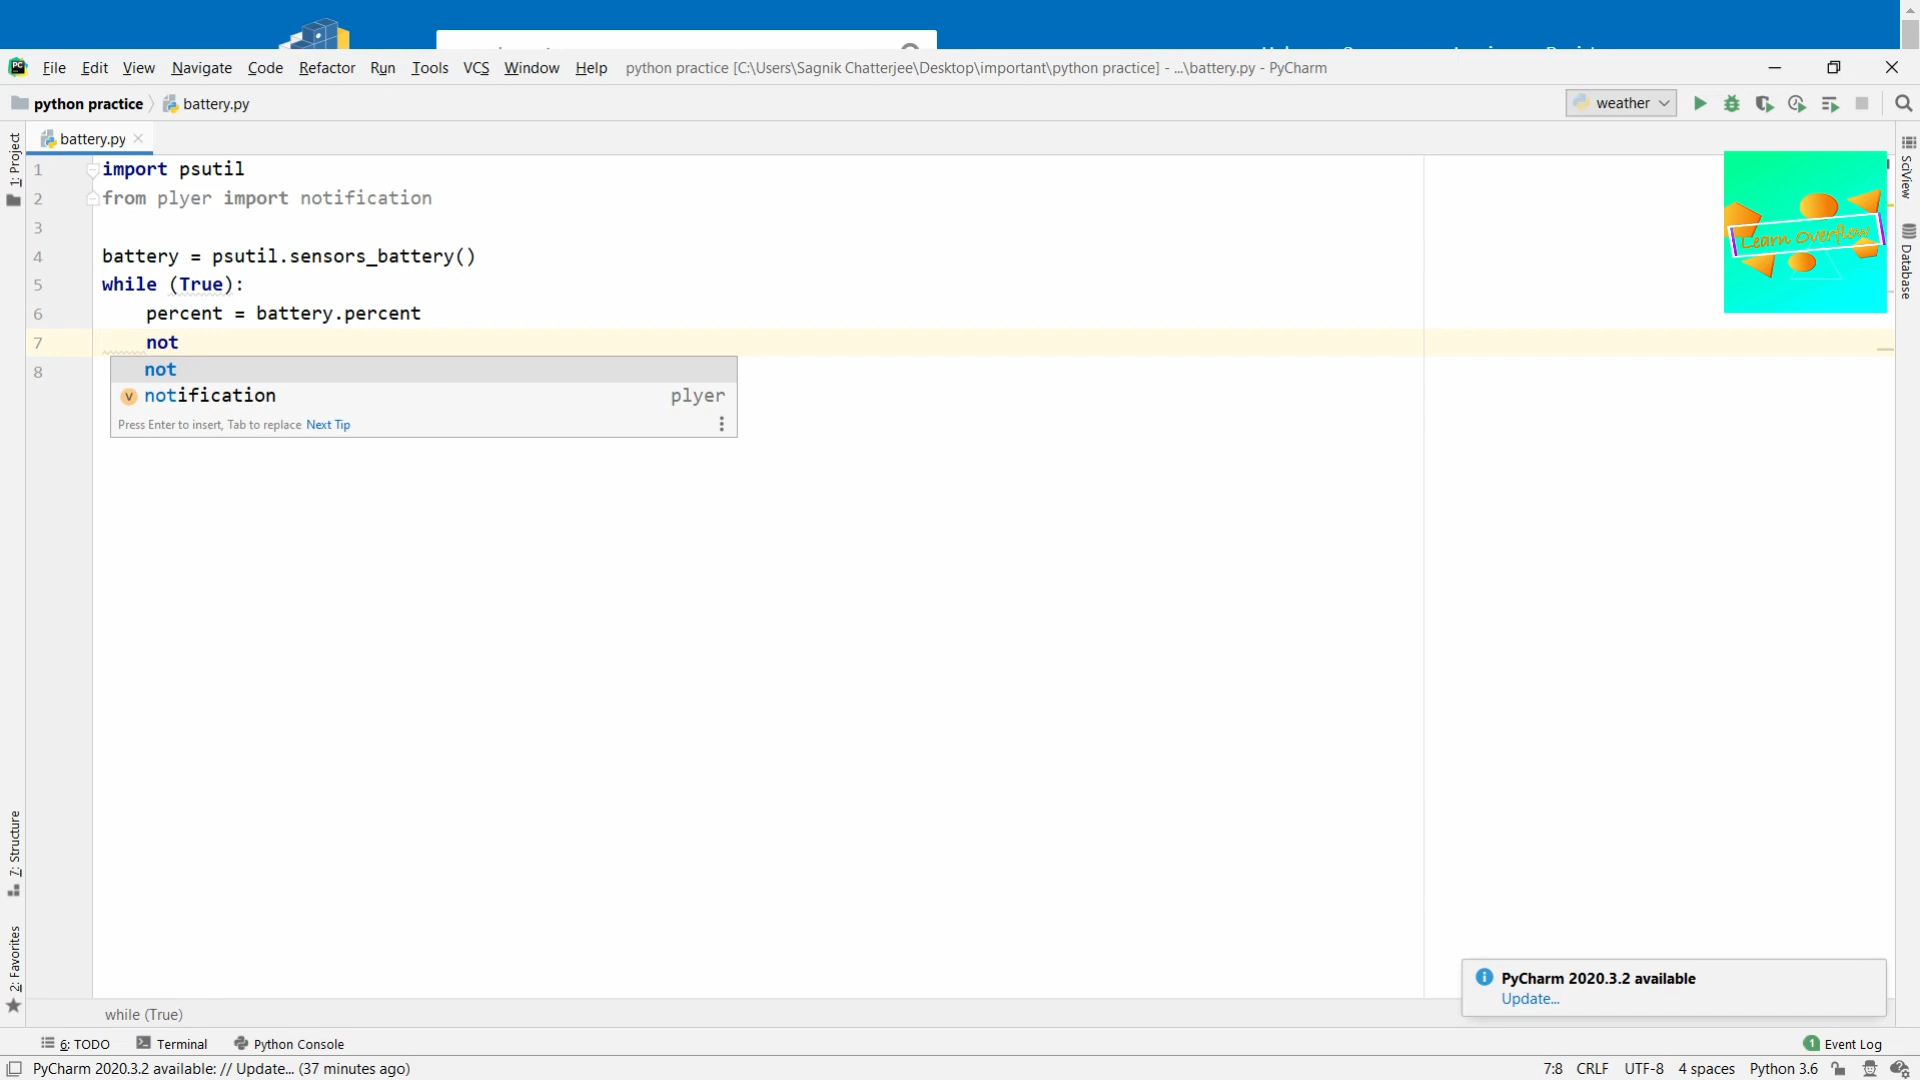 File Edit View Navigate Code Refactor Run Tools VCS Window Help python practice [C:\Users\Sagnik Chatterjee\Desktop\important\python practice] - ...\battery.py - PyCharm
python practice battery.py weather
battery.py
1 import psutil
2 from plyer import notification
3
4 battery = psutil.sensors_battery()
5 while (True):
6 percent = battery.percent
7 not
8
not
v notification plyer
Press Enter to insert, Tab to replace Next Tip
1: Project
7: Structure
2: Favorites
SciView
Database
Learn Overflow
PyCharm 2020.3.2 available
Update...
while (True)
6: TODO Terminal Python Console 1 Event Log
PyCharm 2020.3.2 available: // Update... (37 minutes ago) 7:8 CRLF UTF-8 4 spaces Python 3.6